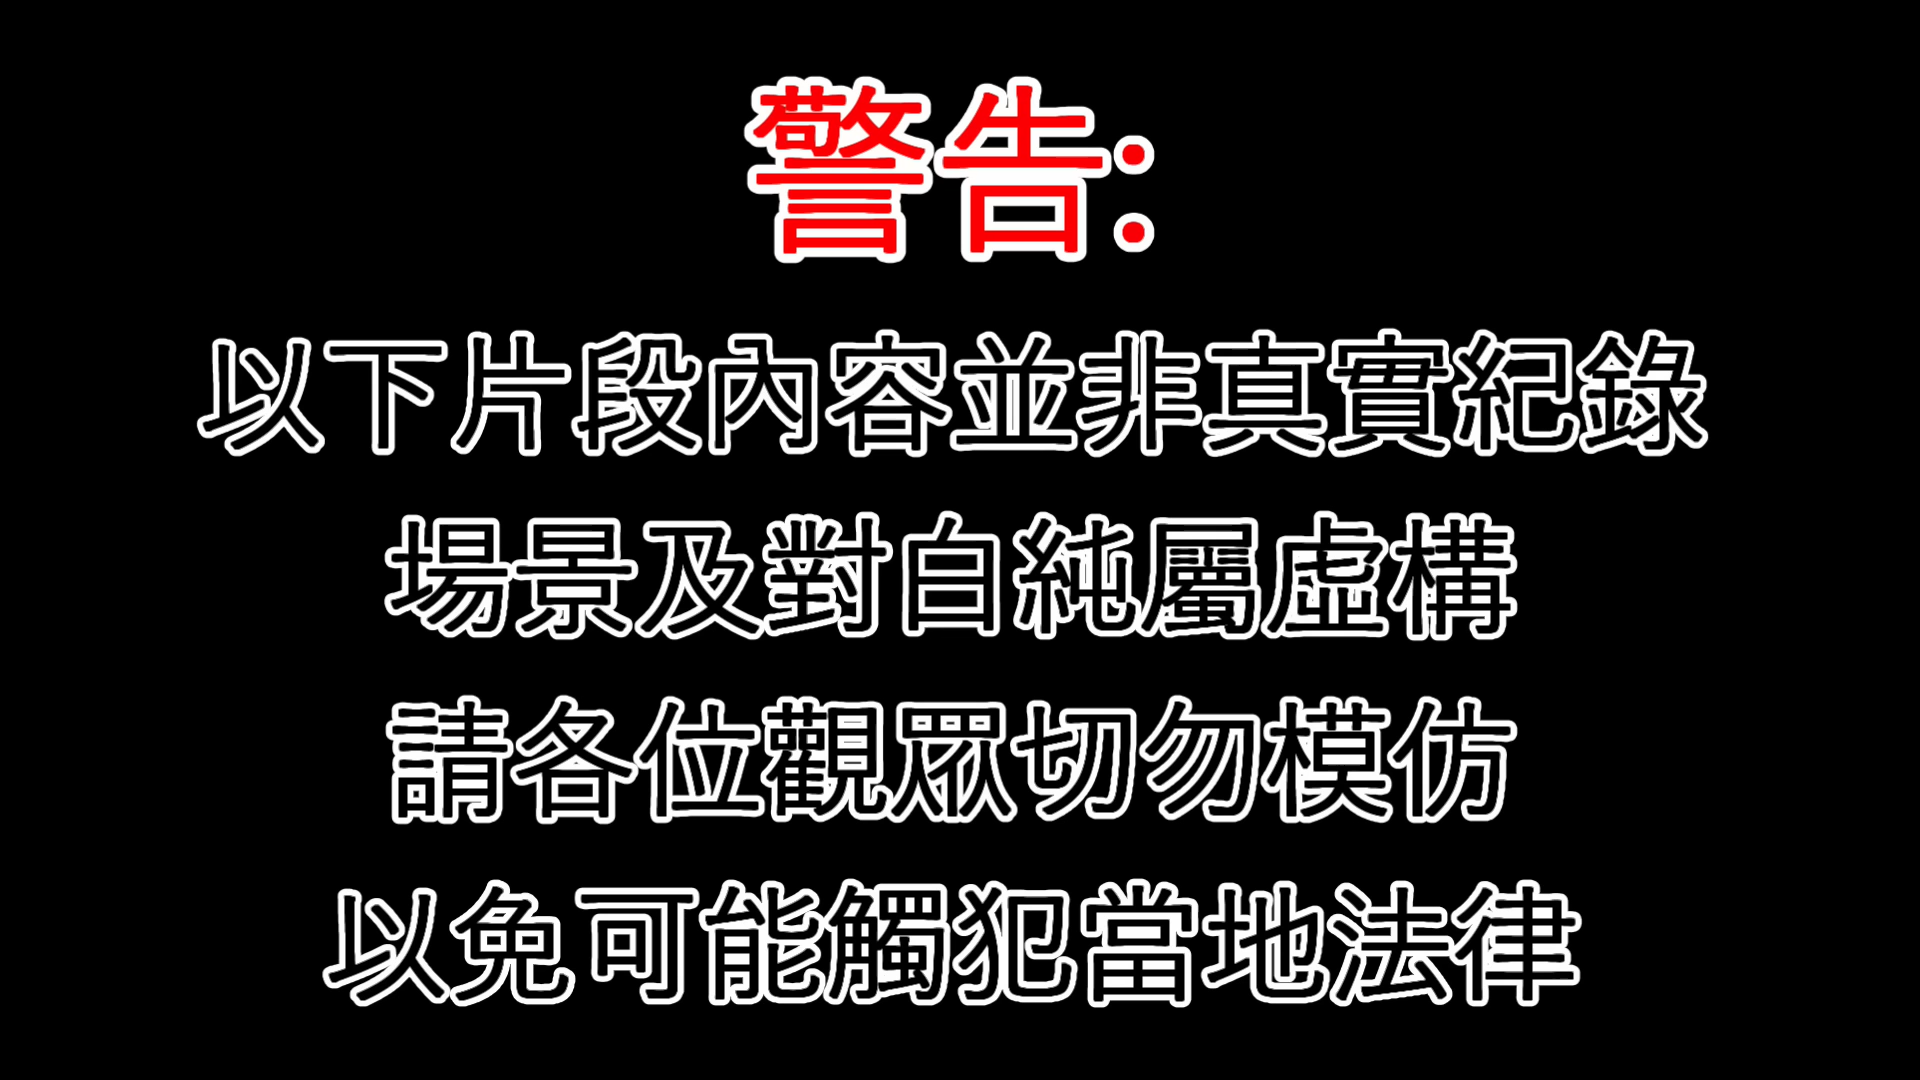 警告:
以下片段內容並非真實紀錄
場景及對白純屬虛構
請各位觀眾切勿模仿
以免可能觸犯當地法律